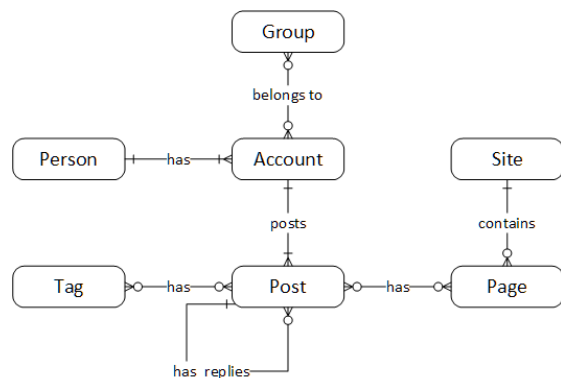 Group
belongs to
Person
has
Account
Site
posts
contains
Tag
has
Post
has
Page
has replies